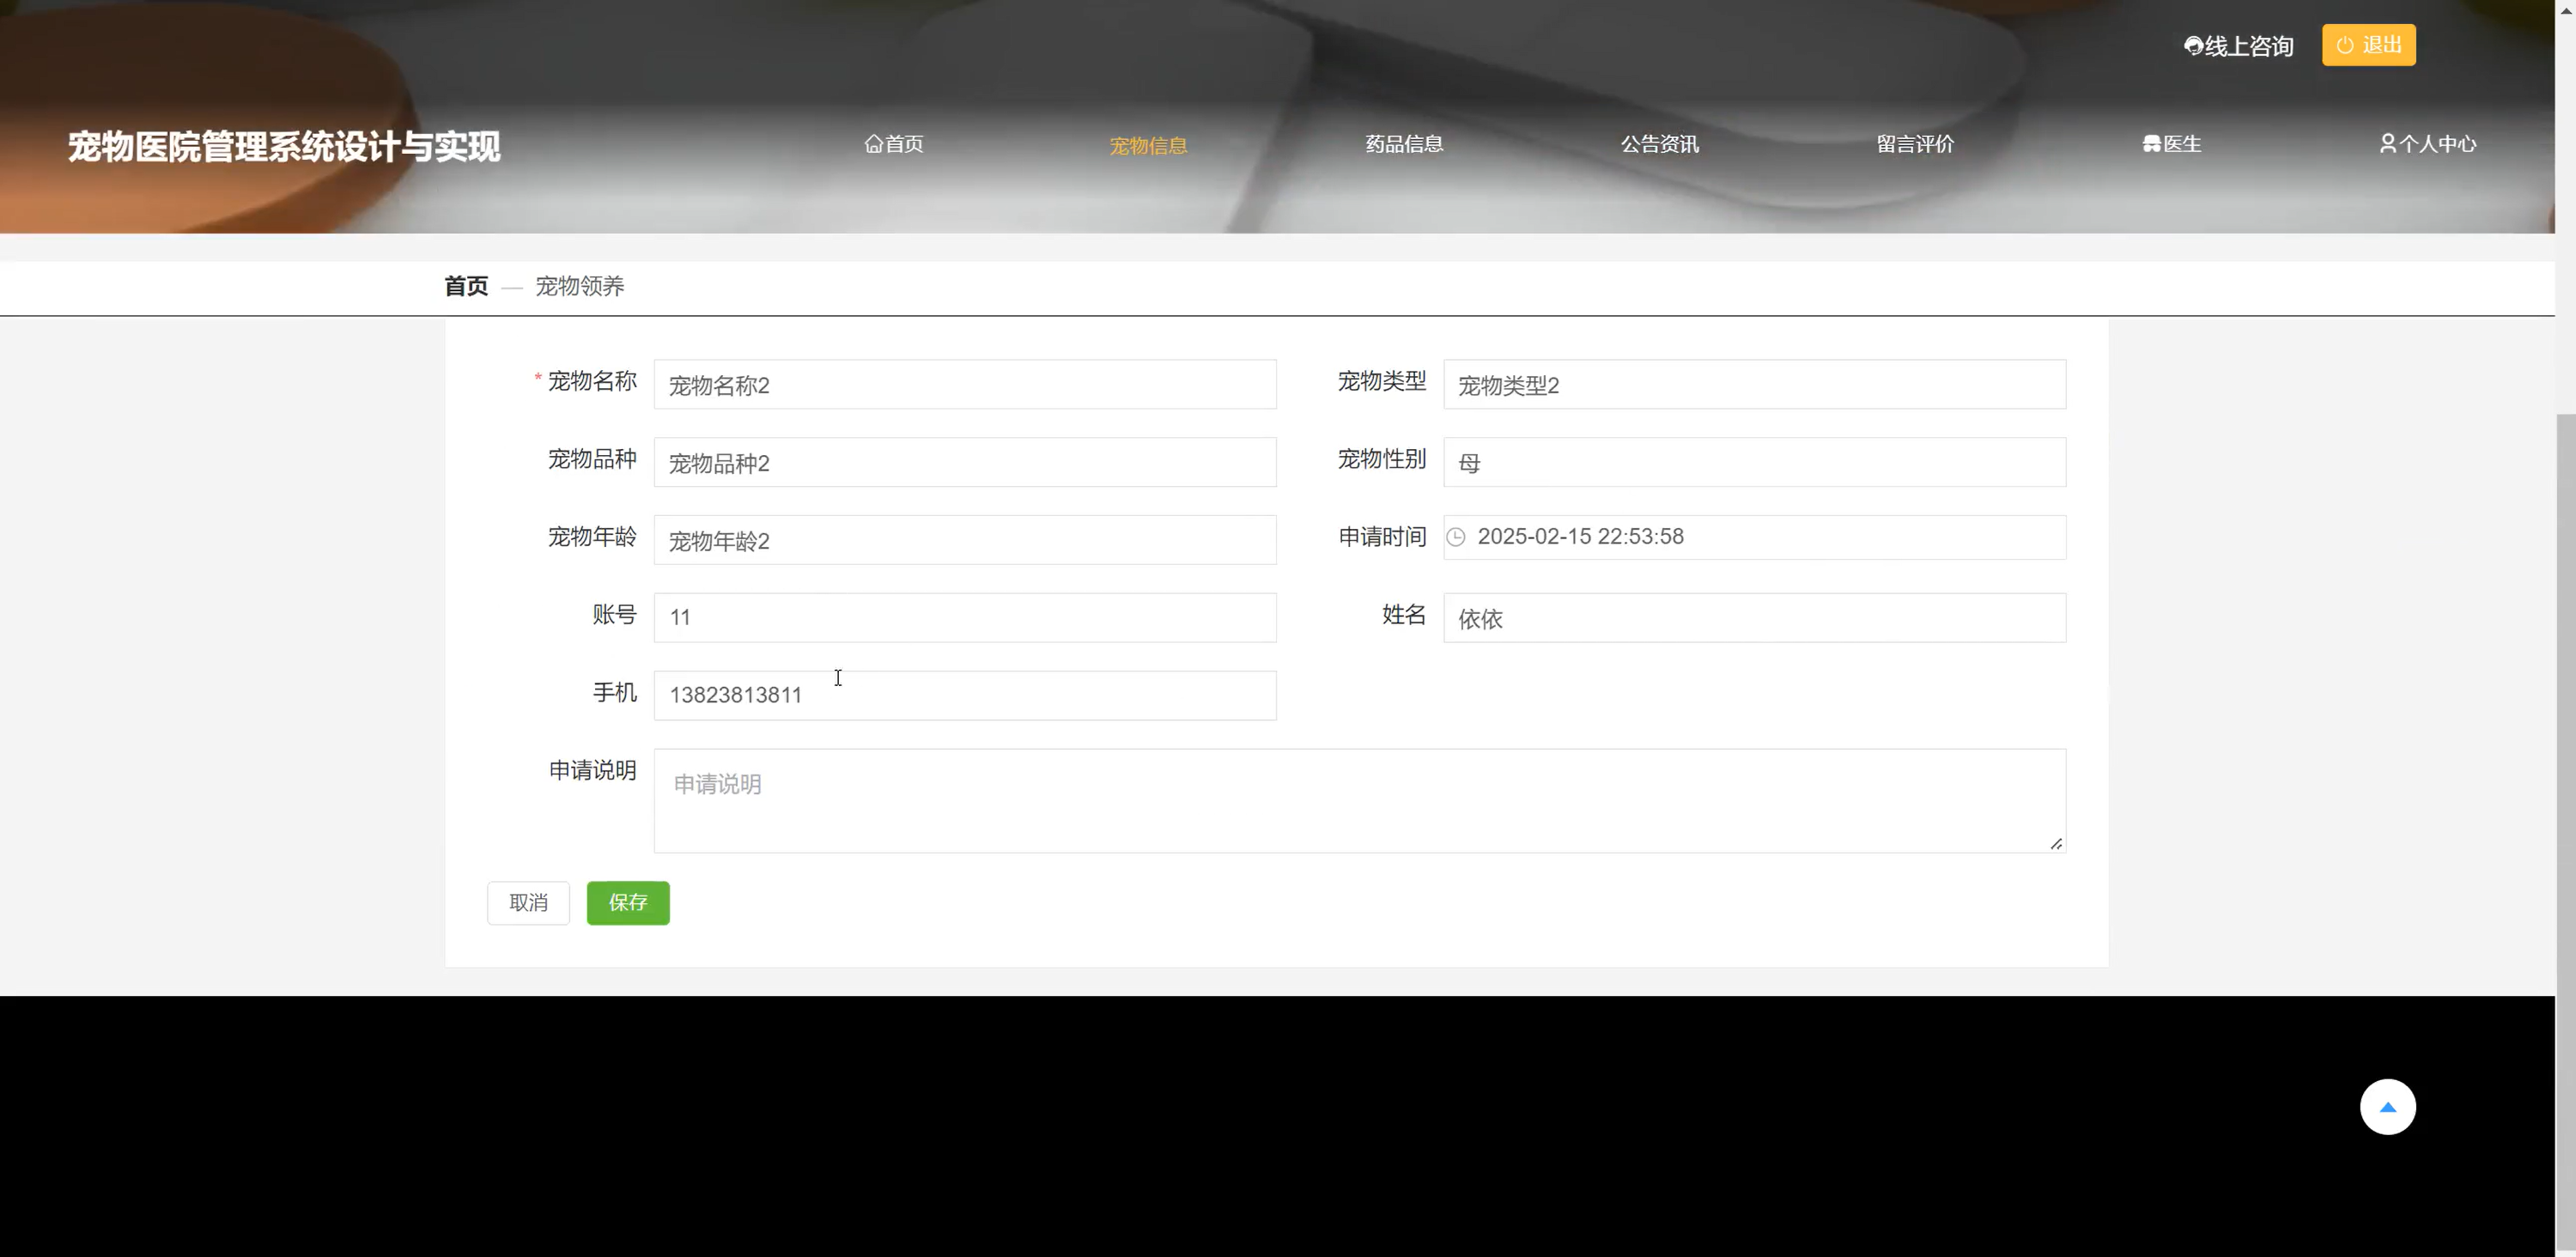 线上咨询 退出
宠物医院管理系统设计与实现 首页 宠物信息 药品信息 公告资讯 留言评价 医生 个人中心
首页 — 宠物领养
* 宠物名称 宠物名称2 宠物类型 宠物类型2
宠物品种 宠物品种2 宠物性别 母
宠物年龄 宠物年龄2 申请时间 2025-02-15 22:53:58
账号 11 姓名 依依
手机 13823813811
申请说明 申请说明
取消 保存